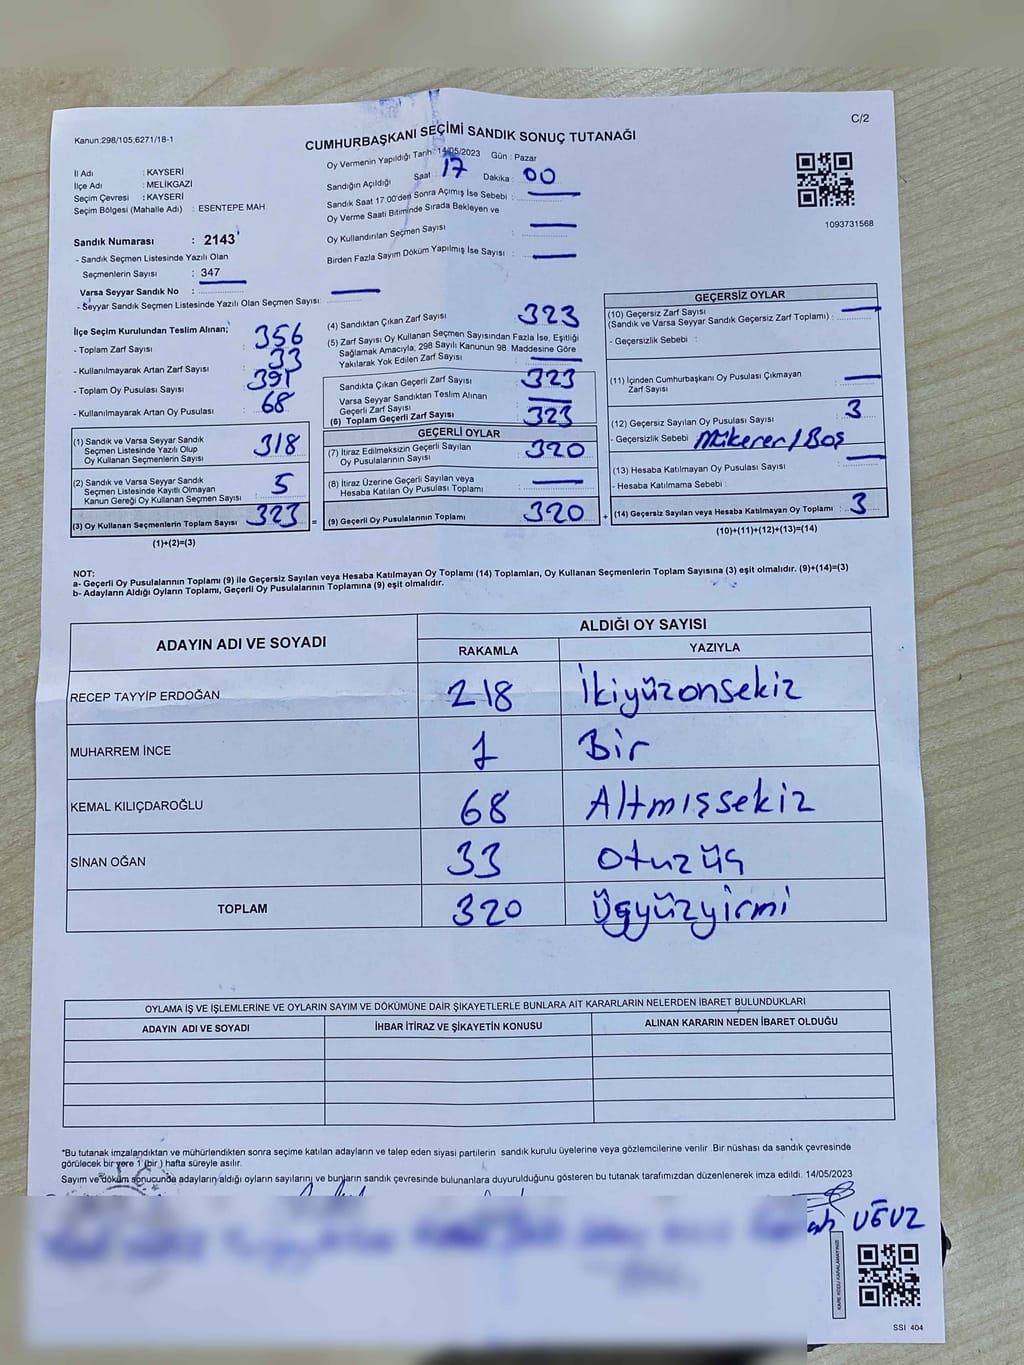 C/2
Kanun:298/105,6271/18-1
CUMHURBAŞKANI SEÇİMİ SANDIK SONUÇ TUTANAĞI
Oy Vermenin Yapıldığı Tarih: 14/05/2023 Gün : Pazar
Sandığın Açıldığı Saat : 17 Dakika : 00
Sandık Saat 17:00'den Sonra Açımış İse Sebebi :
Oy Verme Saati Bitiminde Sırada Bekleyen ve
Oy Kullandırılan Seçmen Sayısı :
Birden Fazla Sayım Döküm Yapılmış İse Sayısı :
İl Adı : KAYSERİ
İlçe Adı : MELİKGAZİ
Seçim Çevresi : KAYSERİ
Seçim Bölgesi (Mahalle Adı) : ESENTEPE MAH.
Sandık Numarası : 2143
- Sandık Seçmen Listesinde Yazılı Olan
Seçmenlerin Sayısı : 347
Varsa Seyyar Sandık No :
- Seyyar Sandık Seçmen Listesinde Yazılı Olan Seçmen Sayısı:
1093731568
İlçe Seçim Kurulundan Teslim Alınan;
- Toplam Zarf Sayısı : 356
- Kullanılmayarak Artan Zarf Sayısı : 33
- Toplam Oy Pusulası Sayısı : 391
- Kullanılmayarak Artan Oy Pusulası : 68
(1) Sandık ve Varsa Seyyar Sandık
Seçmen Listesinde Yazılı Olup
Oy Kullanan Seçmenlerin Sayısı : 318
(2) Sandık ve Varsa Seyyar Sandık
Seçmen Listesinde Kayıtlı Olmayan
Kanun Gereği Oy Kullanan Seçmen Sayısı : 5
(3) Oy Kullanan Seçmenlerin Toplam Sayısı : 323
(1)+(2)=(3)
=
(4) Sandıktan Çıkan Zarf Sayısı : 323
(5) Zarf Sayısı Oy Kullanan Seçmen Sayısından Fazla İse, Eşitliği
Sağlamak Amacıyla, 298 Sayılı Kanunun 98. Maddesine Göre
Yakılarak Yok Edilen Zarf Sayısı :
Sandıkta Çıkan Geçerli Zarf Sayısı : 323
Varsa Seyyar Sandıktan Teslim Alınan
Geçerli Zarf Sayısı :
(6) Toplam Geçerli Zarf Sayısı : 323
GEÇERLİ OYLAR
(7) İtiraz Edilmeksizin Geçerli Sayılan
Oy Pusulalarının Sayısı : 320
(8) İtiraz Üzerine Geçerli Sayılan veya
Hesaba Katılan Oy Pusulası Toplamı :
(9) Geçerli Oy Pusulalarının Toplamı : 320
+
GEÇERSİZ OYLAR
(10) Geçersiz Zarf Sayısı
(Sandık ve Varsa Seyyar Sandık Geçersiz Zarf Toplamı) :
- Geçersizlik Sebebi :
(11) İçinden Cumhurbaşkanı Oy Pusulası Çıkmayan
Zarf Sayısı :
(12) Geçersiz Sayılan Oy Pusulası Sayısı : 3
- Geçersizlik Sebebi : Mükerer/Boş
(13) Hesaba Katılmayan Oy Pusulası Sayısı :
- Hesaba Katılmama Sebebi :
(14) Geçersiz Sayılan veya Hesaba Katılmayan Oy Toplamı : 3
(10)+(11)+(12)+(13)=(14)
NOT:
a- Geçerli Oy Pusulalarının Toplamı (9) ile Geçersiz Sayılan veya Hesaba Katılmayan Oy Toplamı (14) Toplamları, Oy Kullanan Seçmenlerin Toplam Sayısına (3) eşit olmalıdır. (9)+(14)=(3)
b- Adayların Aldığı Oyların Toplamı, Geçerli Oy Pusulalarının Toplamına (9) eşit olmalıdır.
ADAYIN ADI VE SOYADI
ALDIĞI OY SAYISI
RAKAMLA YAZIYLA
RECEP TAYYİP ERDOĞAN 218 İkiyüzonsekiz
MUHARREM İNCE 1 Bir
KEMAL KILIÇDAROĞLU 68 Altmışsekiz
SİNAN OĞAN 33 Otuzüç
TOPLAM 320 Üçyüzyirmi
OYLAMA İŞ VE İŞLEMLERİNE VE OYLARIN SAYIM VE DÖKÜMÜNE DAİR ŞİKAYETLERLE BUNLARA AİT KARARLARIN NELERDEN İBARET BULUNDUKLARI
ADAYIN ADI VE SOYADI İHBAR İTİRAZ VE ŞİKAYETİN KONUSU ALINAN KARARIN NEDEN İBARET OLDUĞU
*Bu tutanak imzalandıktan ve mühürlendikten sonra seçime katılan adayların ve talep eden siyasi partilerin sandık kurulu üyelerine veya gözlemcilerine verilir. Bir nüshası da sandık çevresinde
görülecek bir yere 1 (bir) hafta süreyle asılır.
Sayım ve döküm sonucunda adayların aldığı oyların sayılarını ve bunların sandık çevresinde bulunanlara duyurulduğunu gösteren bu tutanak tarafımızdan düzenlenerek imza edildi. 14/05/2023
UĞUZ
SSI 404